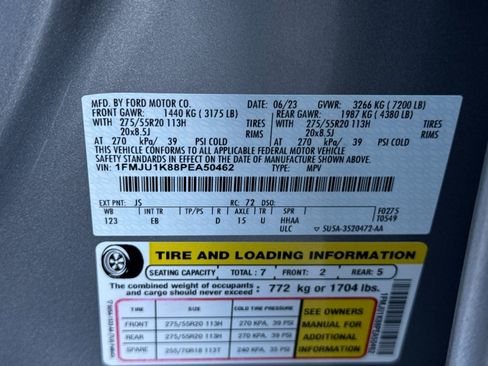 MFD. BY FORD MOTOR CO. DATE: 06/23 GVWR: 3266 KG (7200 LB)
FRONT GAWR: 1440 KG (3175 LB) REAR GAWR: 1987 KG (4380 LB)
WITH 275/55R20 113H TIRES WITH 275/55R20 113H TIRES
20x8.5J RIMS 20x8.5J RIMS
AT 270 kPa/ 39 PSI COLD AT 270 kPa/ 39 PSI COLD
THIS VEHICLE CONFORMS TO ALL APPLICABLE FEDERAL MOTOR VEHICLE
SAFETY AND THEFT PREVENTION STANDARDS IN EFFECT ON THE DATE OF MANUFACTURE SHOWN ABOVE.
VIN: 1FMJU1K88PEA50462 TYPE: MPV
EXT PNT: JS RC: 72 DSO:
WB INT TR TP/PS R AXLE TR SPR F0275
123 EB D 15 U HHAA T0549
ULC ▽ 5U5A-3520472-AA
TIRE AND LOADING INFORMATION
SEATING CAPACITY TOTAL : 7 FRONT: 2 REAR: 5
The combined weight of occupants and cargo should never exceed: 772 kg or 1704 lbs.
TIRE SIZE COLD TIRE PRESSURE SEE OWNERS MANUAL FOR ADDITIONAL INFORMATION
FRONT 275/55R20 113H 270 KPA, 39 PSI
REAR 275/55R20 113H 270 KPA, 39 PSI
SPARE 255/70R18 113T 240 KPA, 35 PSI